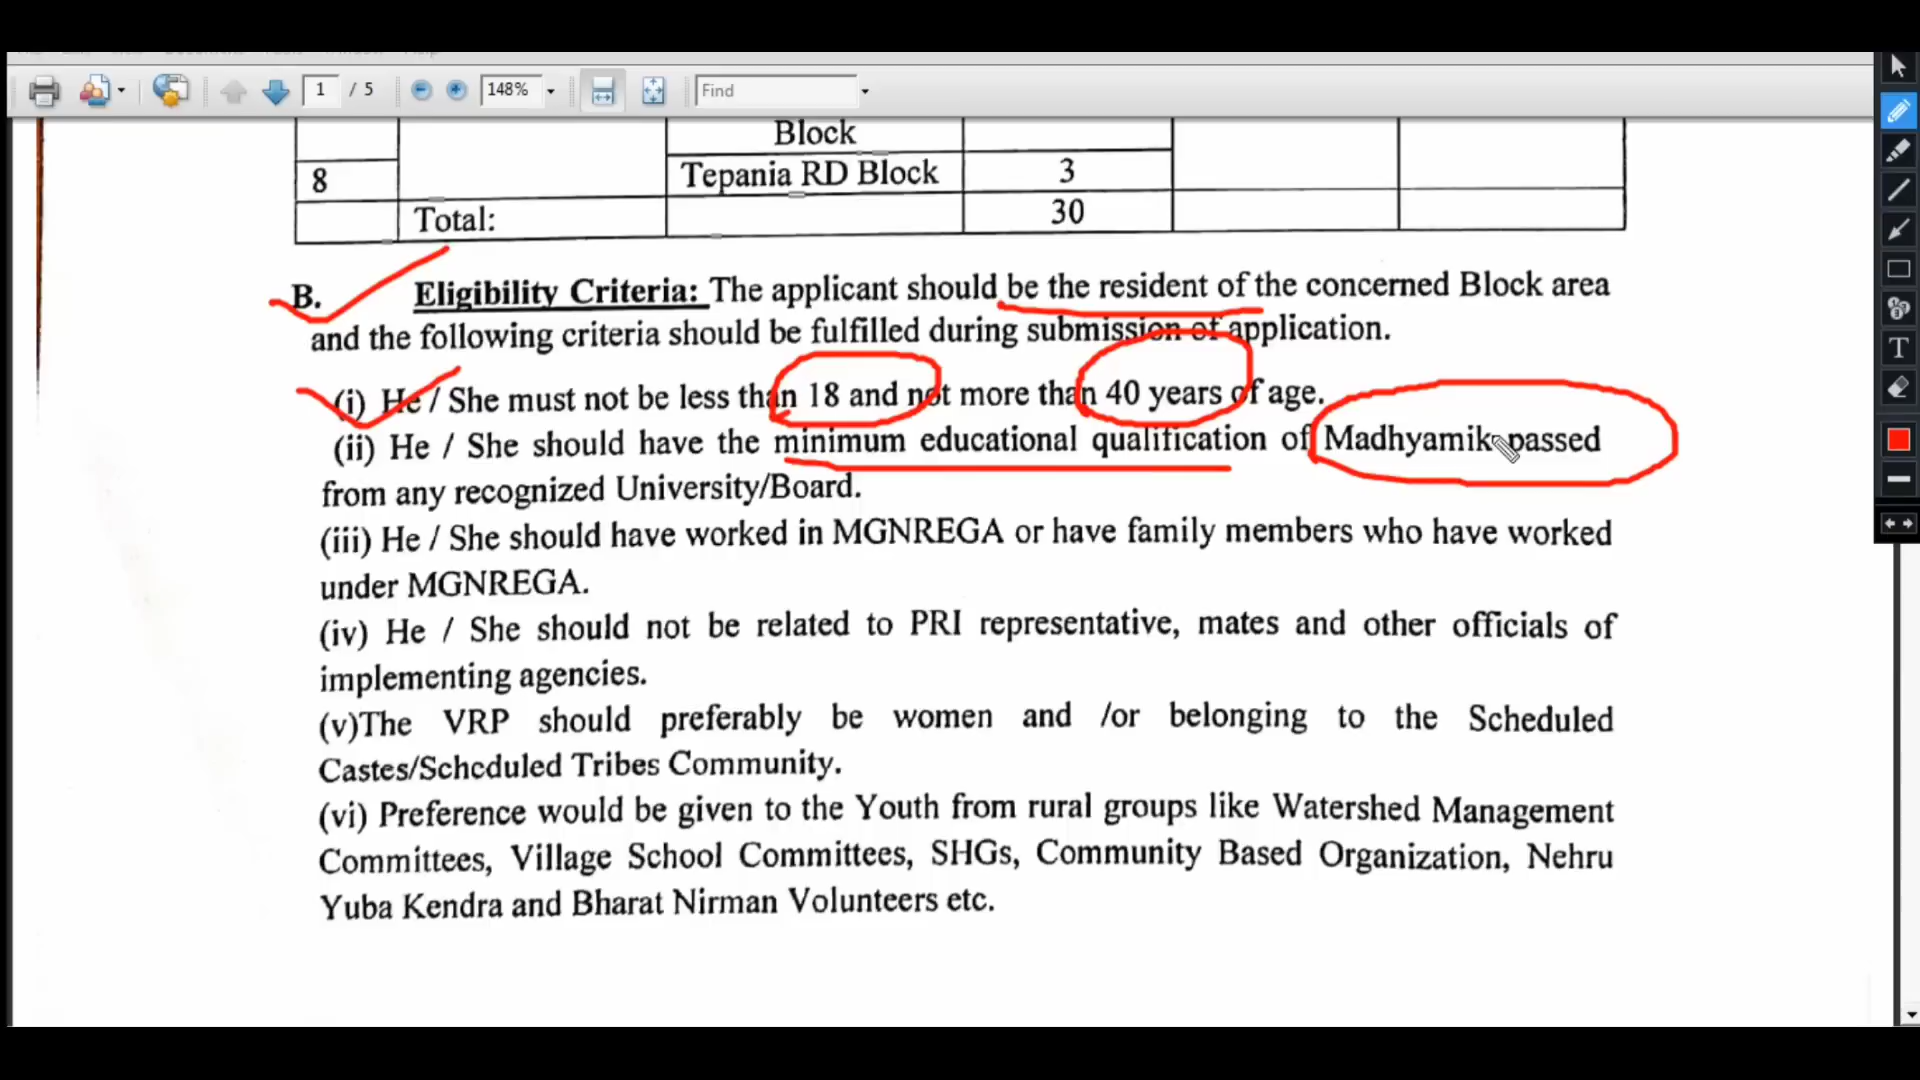 1 / 5 148% Find
Block
8 Tepania RD Block 3
Total: 30
B. Eligibility Criteria: The applicant should be the resident of the concerned Block area
and the following criteria should be fulfilled during submission of application.
(i) He / She must not be less than 18 and not more than 40 years of age.
(ii) He / She should have the minimum educational qualification of Madhyamik passed
from any recognized University/Board.
(iii) He / She should have worked in MGNREGA or have family members who have worked
under MGNREGA.
(iv) He / She should not be related to PRI representative, mates and other officials of
implementing agencies.
(v)The VRP should preferably be women and /or belonging to the Scheduled
Castes/Scheduled Tribes Community.
(vi) Preference would be given to the Youth from rural groups like Watershed Management
Committees, Village School Committees, SHGs, Community Based Organization, Nehru
Yuba Kendra and Bharat Nirman Volunteers etc.